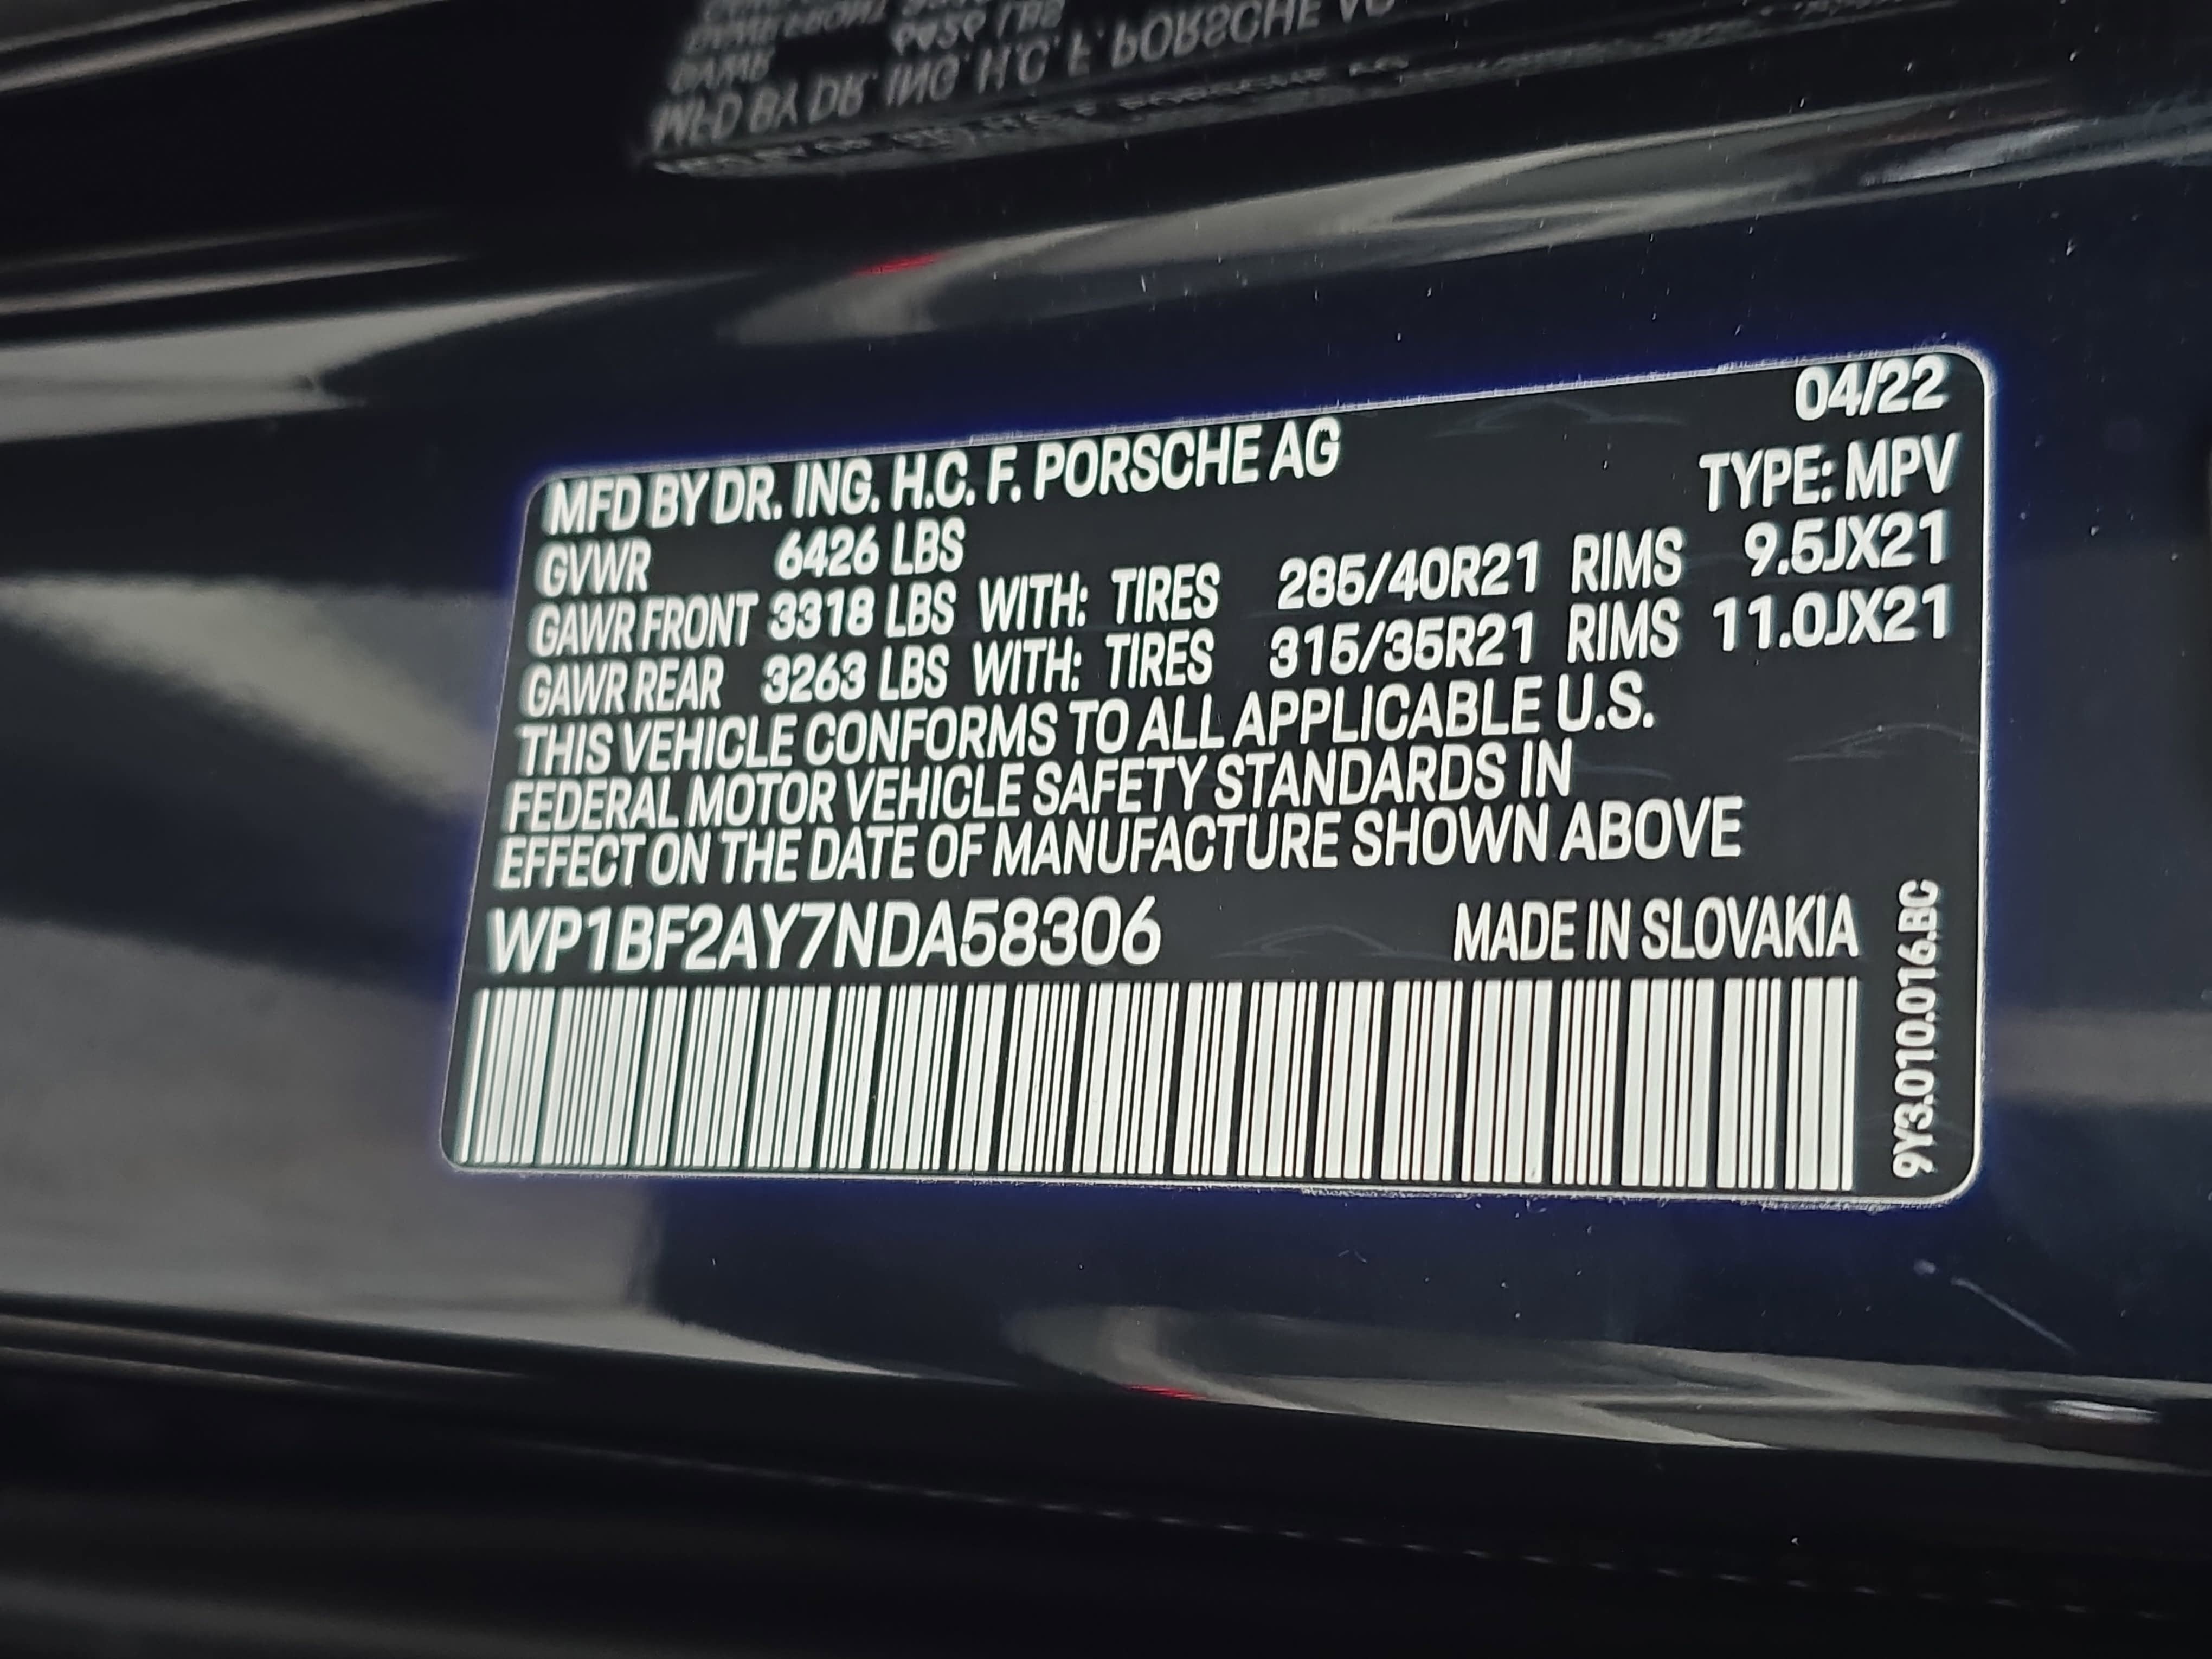 04/22
MFD BY DR. ING. H.C. F. PORSCHE AG
TYPE: MPV
GVWR 6426 LBS
GAWR FRONT 3318 LBS WITH: TIRES 285/40R21 RIMS 9.5JX21
GAWR REAR 3263 LBS WITH: TIRES 315/35R21 RIMS 11.0JX21
THIS VEHICLE CONFORMS TO ALL APPLICABLE U.S.
FEDERAL MOTOR VEHICLE SAFETY STANDARDS IN
EFFECT ON THE DATE OF MANUFACTURE SHOWN ABOVE
WP1BF2AY7NDA58306 MADE IN SLOVAKIA
9Y3.010.016.BC